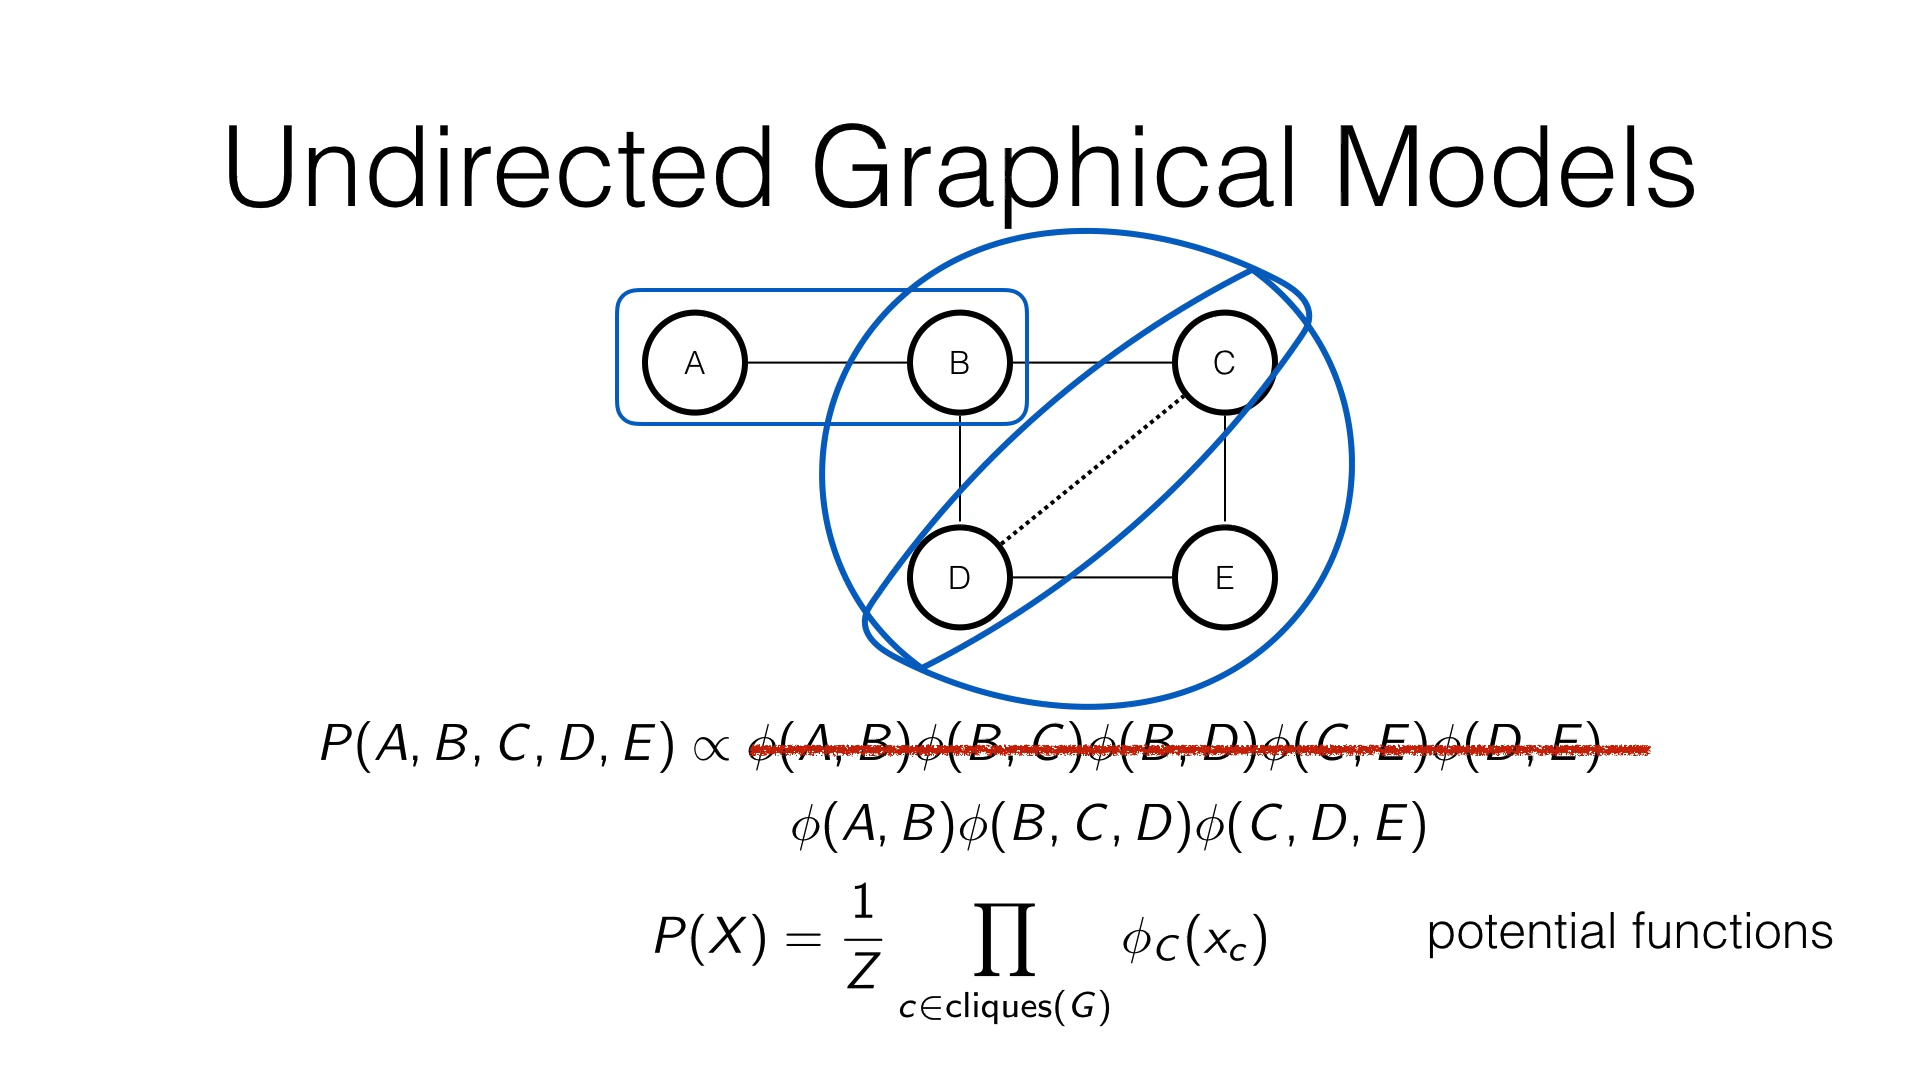 Undirected Graphical Models
A B C
D E
P(A, B, C, D, E) ∝ ϕ(A, B)ϕ(B, C)ϕ(B, D)ϕ(C, E)ϕ(D, E)
ϕ(A, B)ϕ(B, C, D)ϕ(C, D, E)
P(X) = 1/Z ∏ c∈cliques(G) ϕ_C(x_c) potential functions